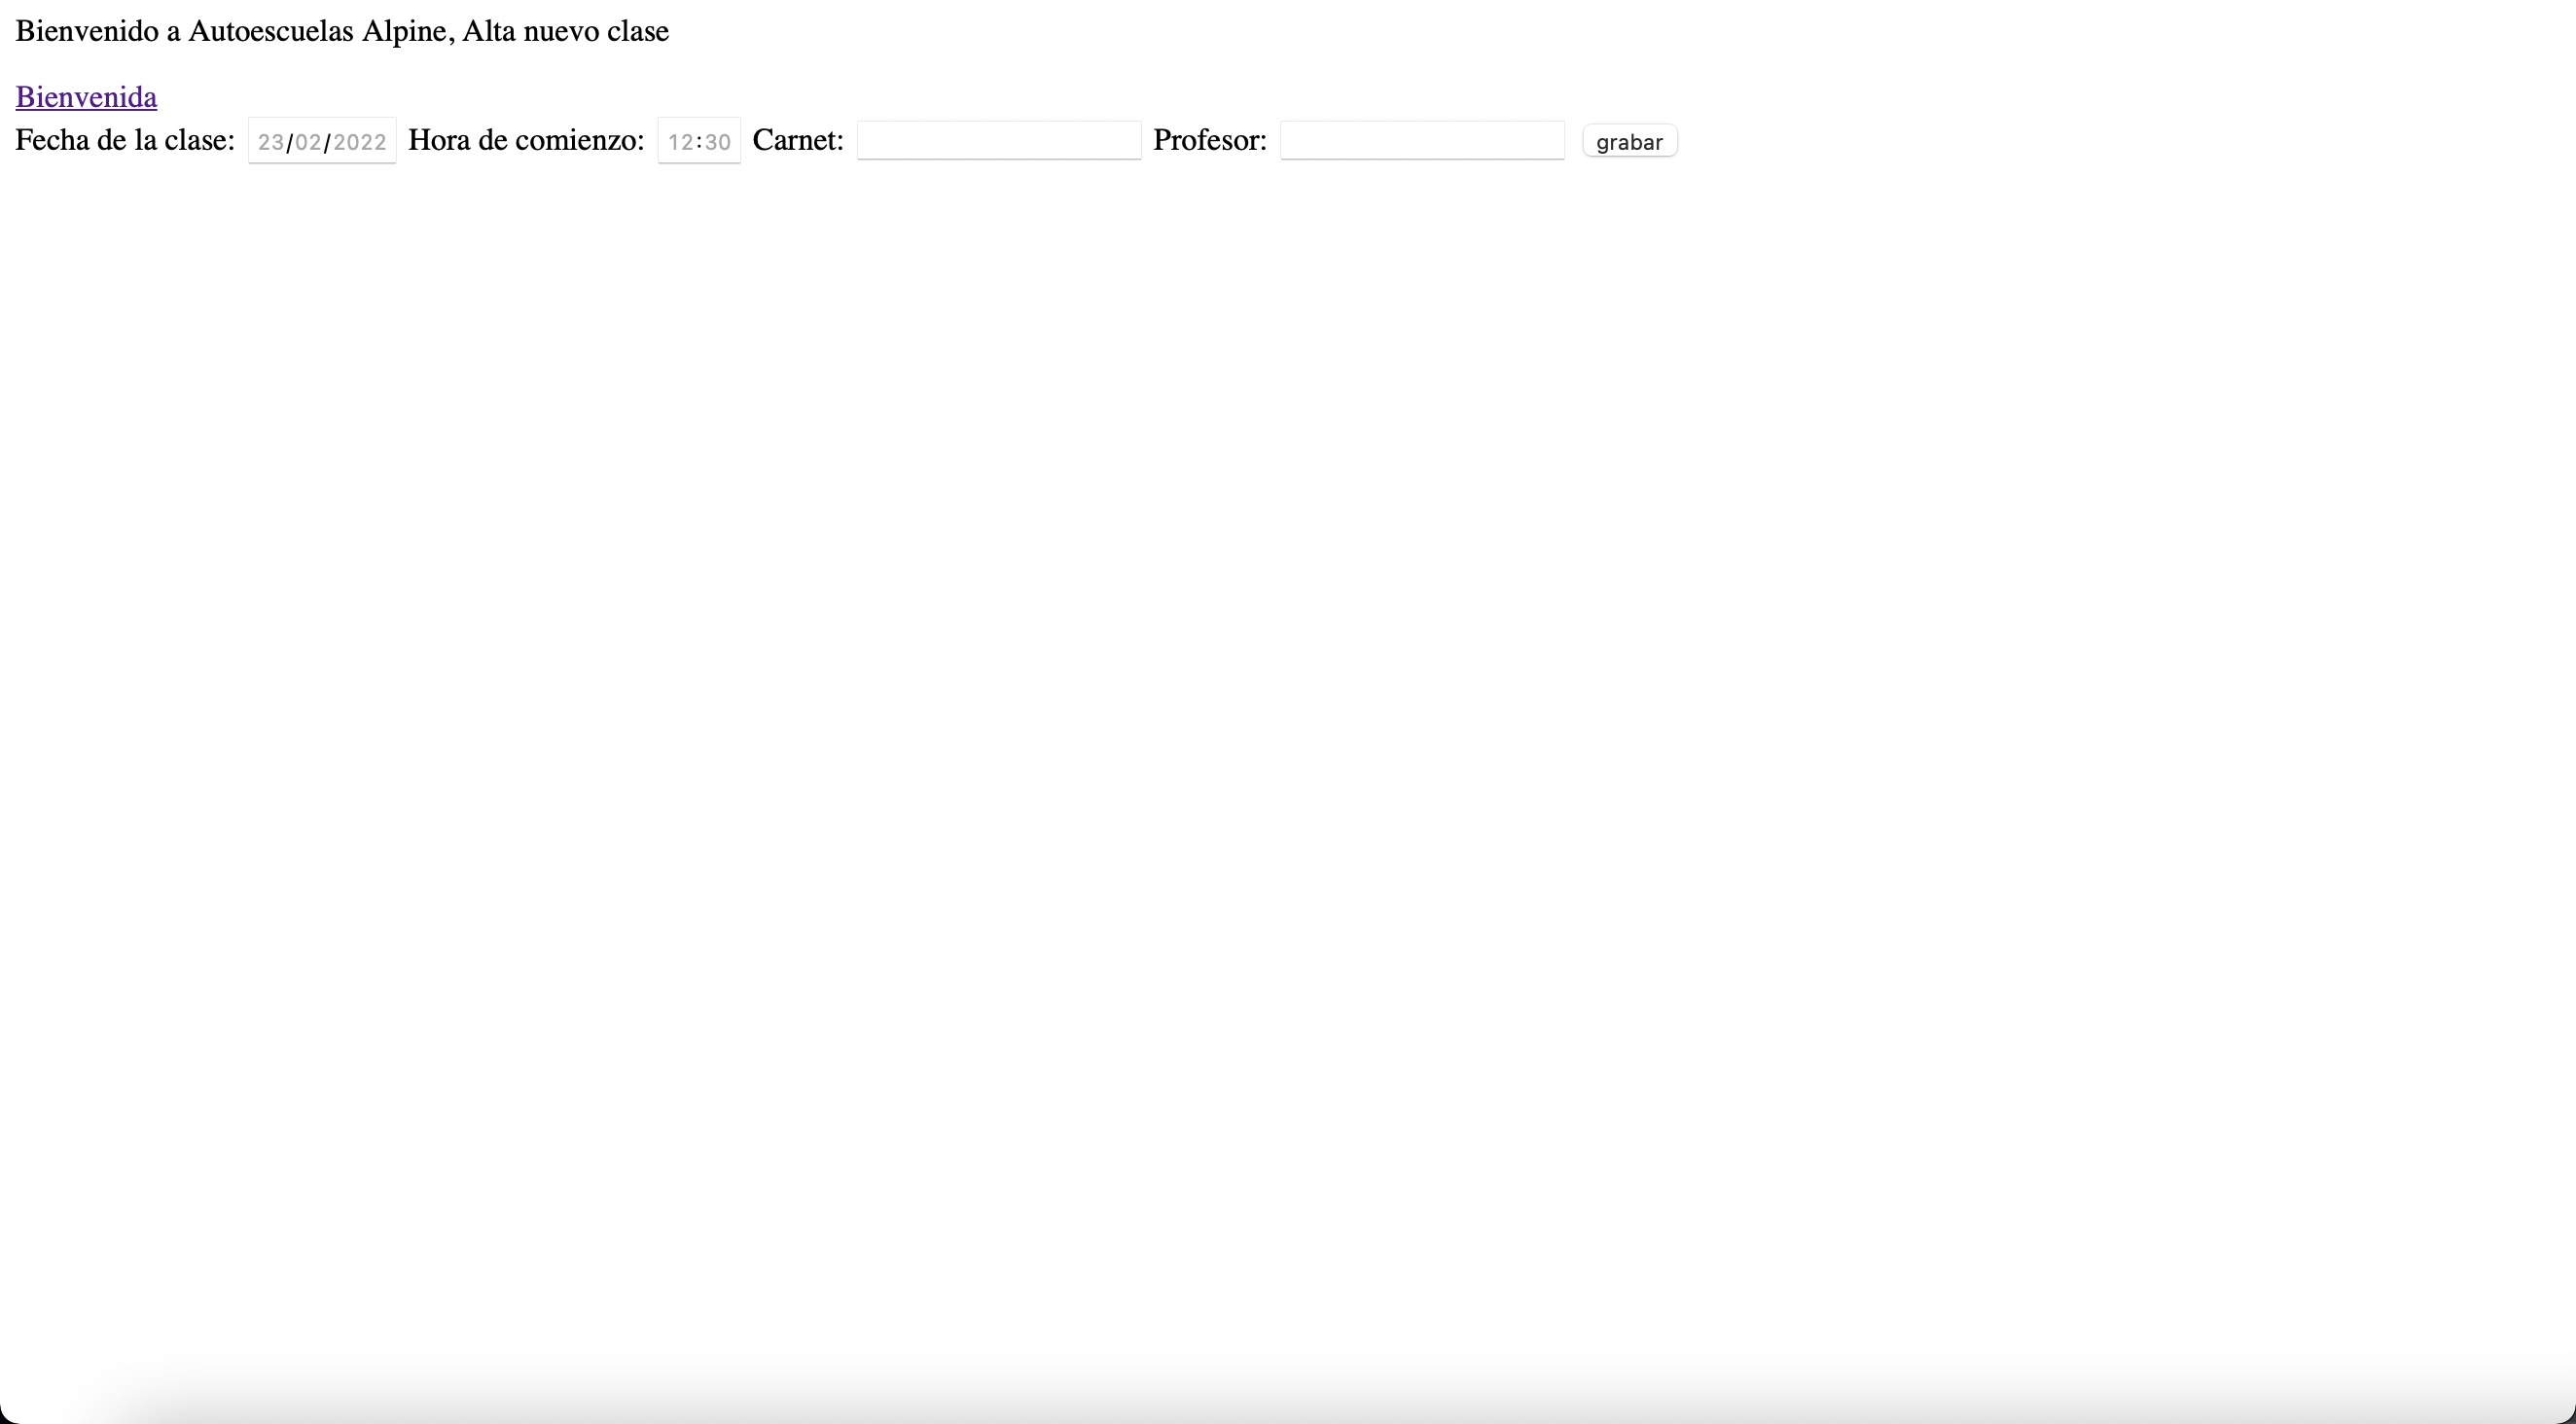 Bienvenido a Autoescuelas Alpine, Alta nuevo clase
Bienvenida
Fecha de la clase: 23/02/2022 Hora de comienzo: 12:30 Carnet: Profesor: grabar